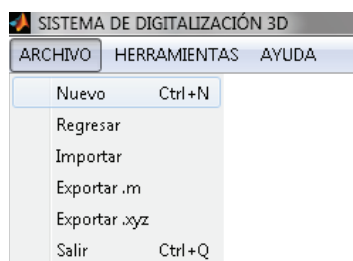 SISTEMA DE DIGITALIZACIÓN 3D
ARCHIVO HERRAMIENTAS AYUDA
Nuevo Ctrl+N
Regresar
Importar
Exportar .m
Exportar .xyz
Salir Ctrl+Q